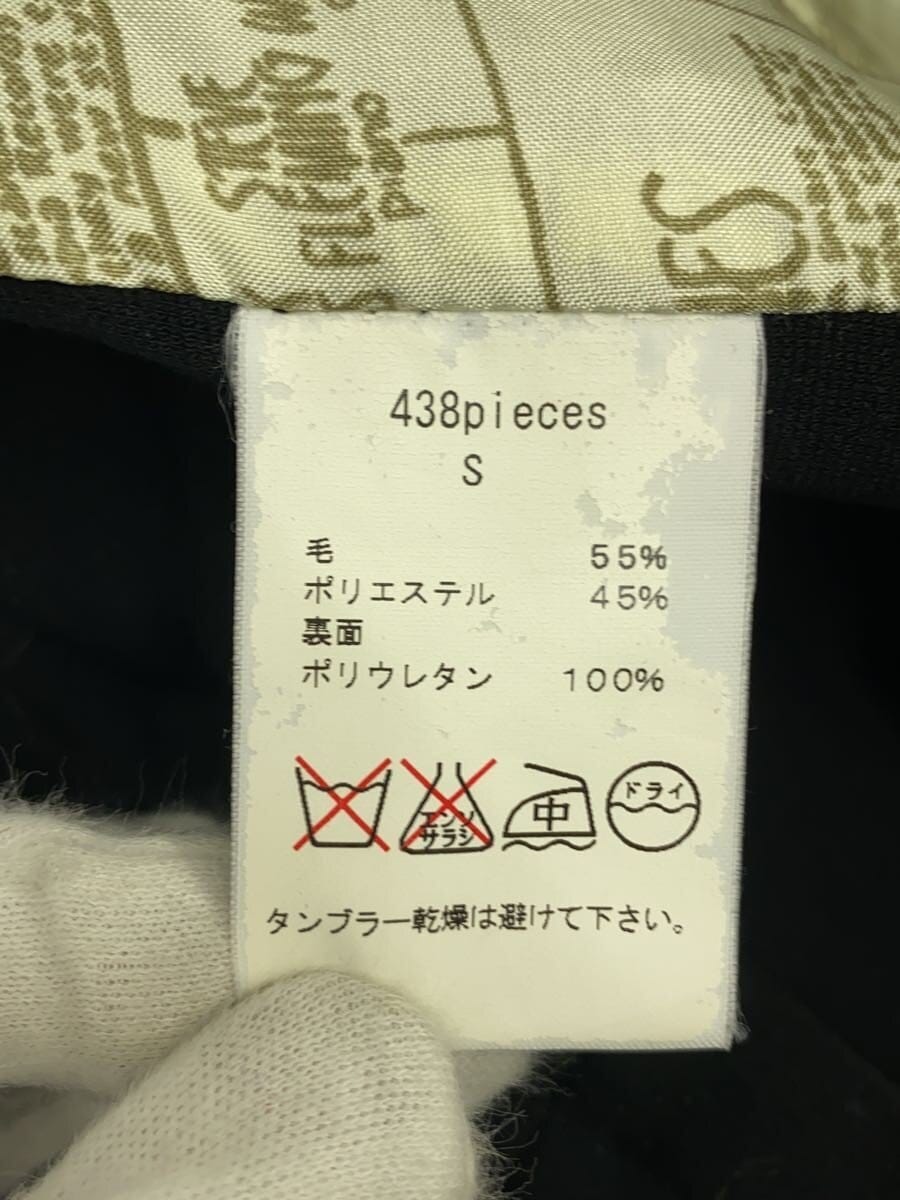 438pieces
S
毛 55%
ポリエステル 45%
裏面
ポリウレタン 100%
エンソ
サラシ
中
ドライ
タンブラー乾燥は避けて下さい。